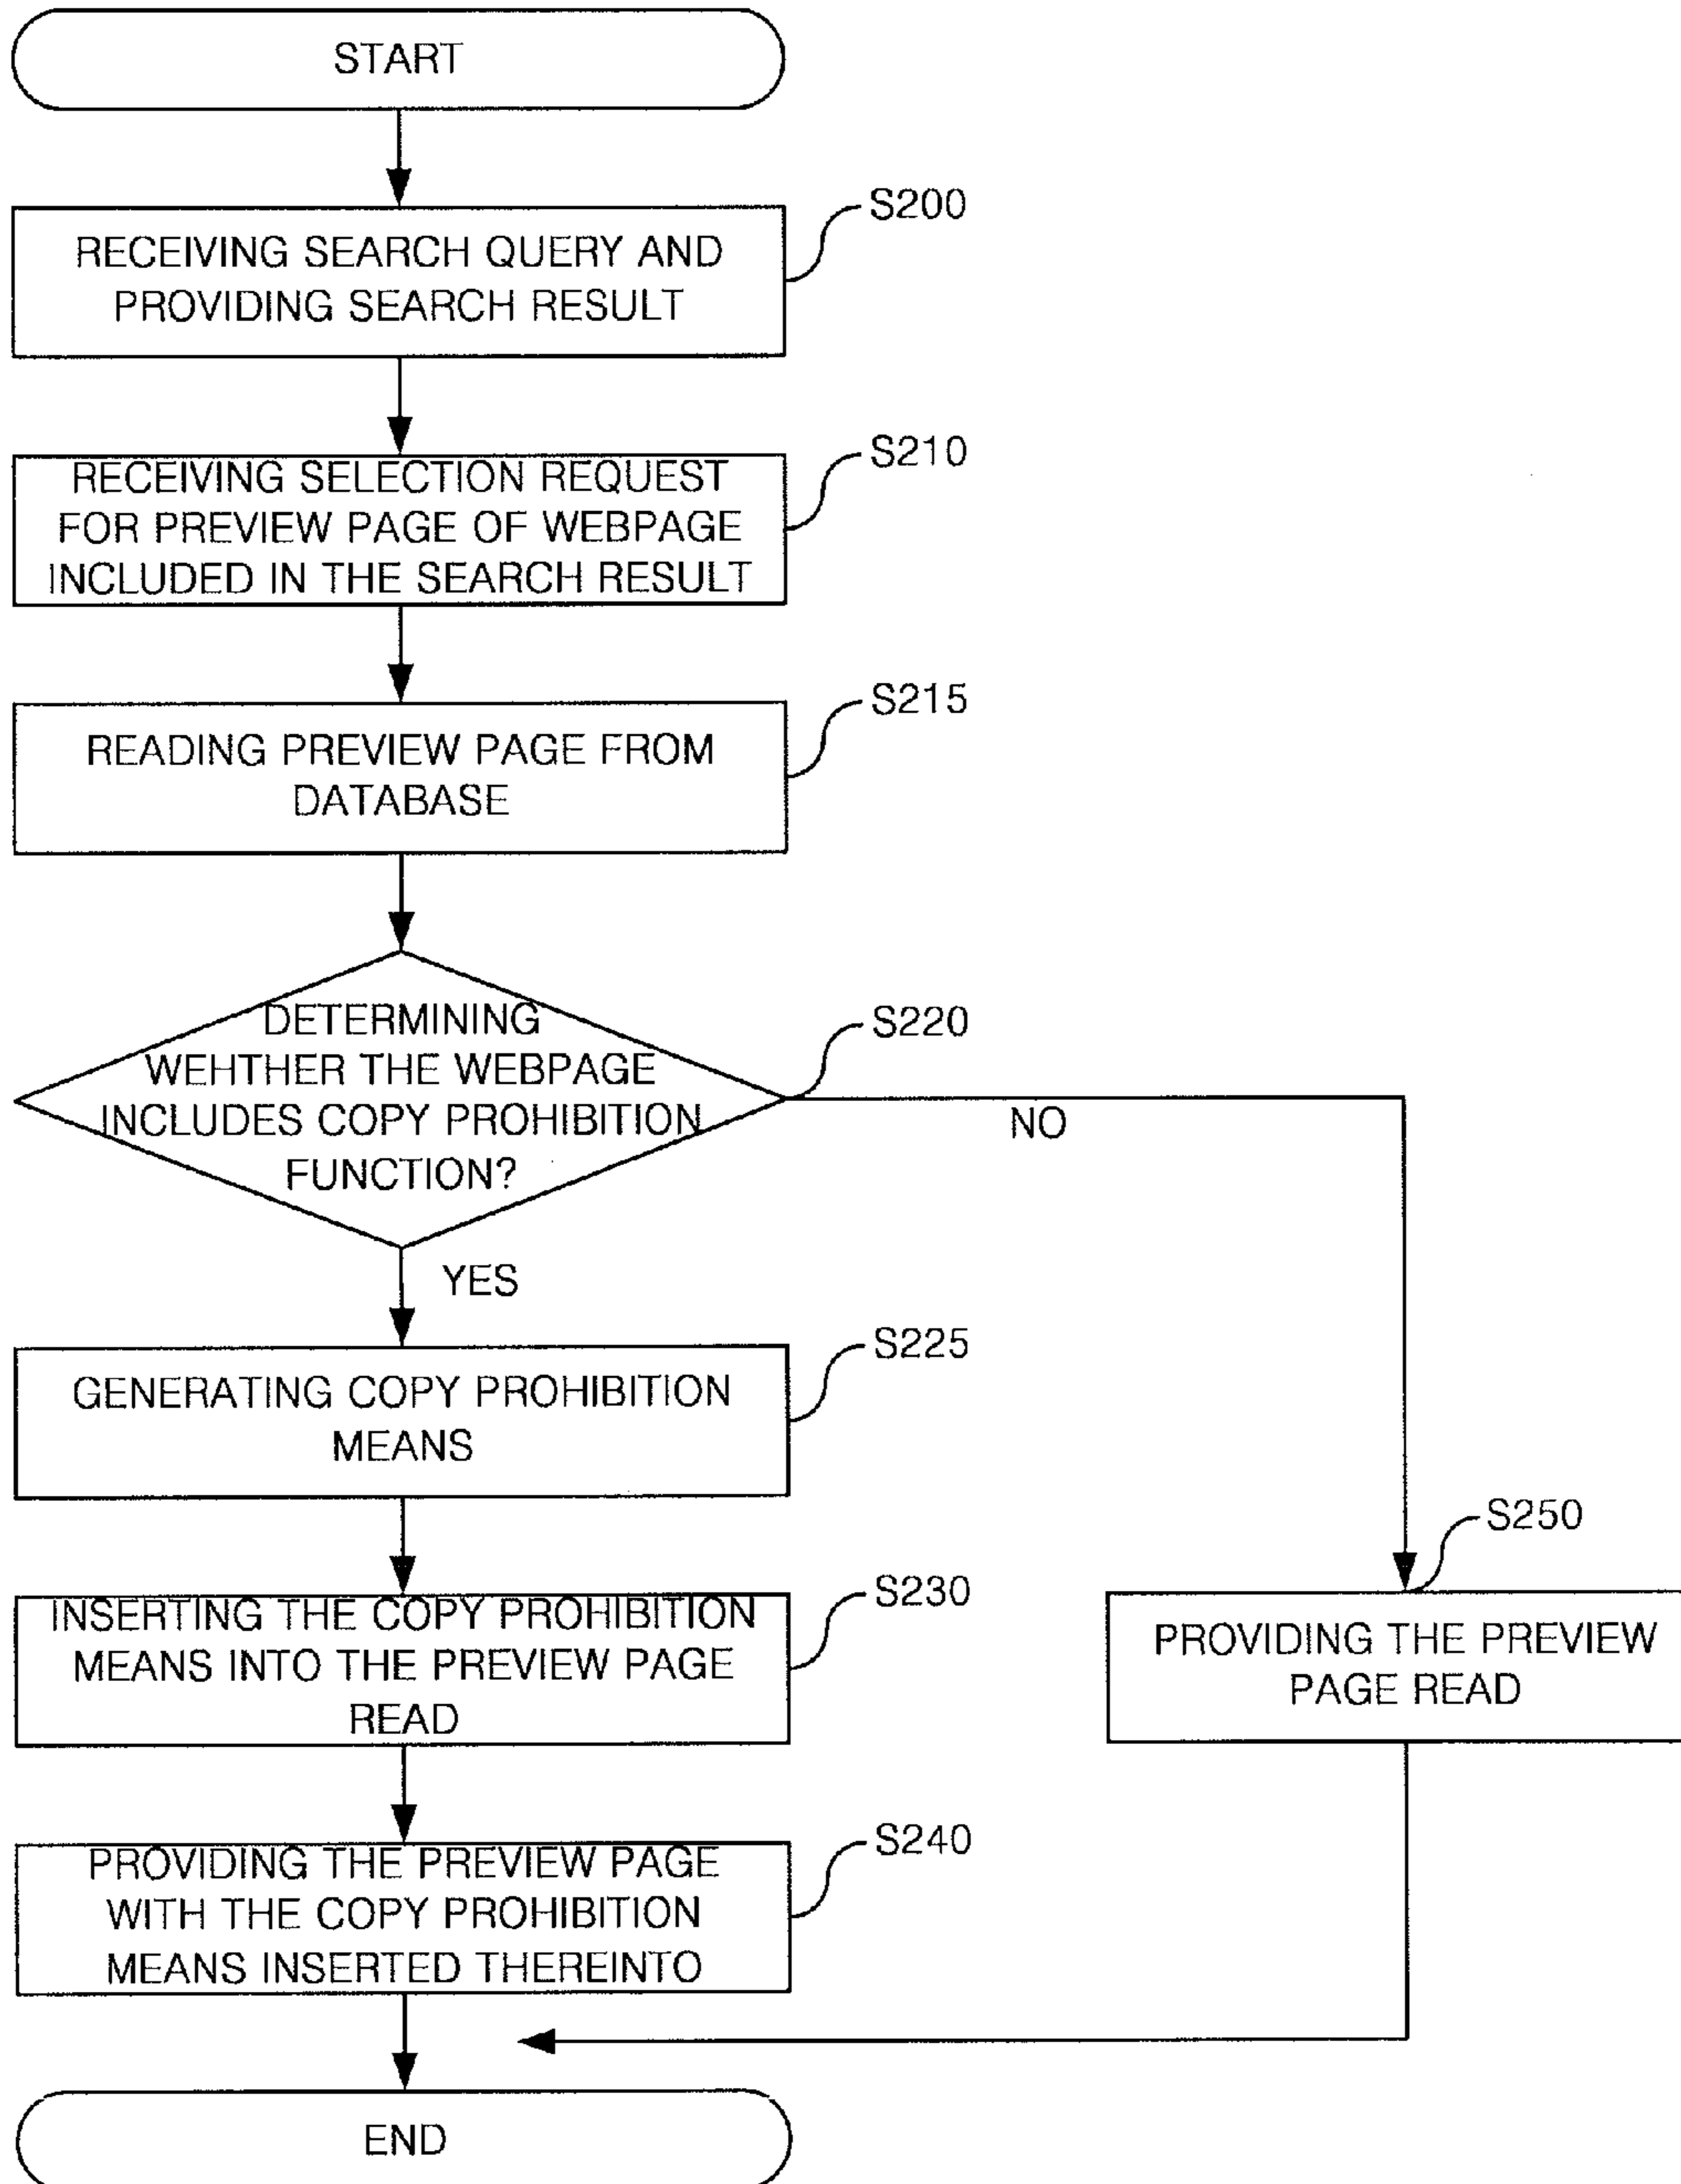 START
S200
RECEIVING SEARCH QUERY AND
PROVIDING SEARCH RESULT
S210
RECEIVING SELECTION REQUEST
FOR PREVIEW PAGE OF WEBPAGE
INCLUDED IN THE SEARCH RESULT
S215
READING PREVIEW PAGE FROM
DATABASE
S220
DETERMINING
WEHTHER THE WEBPAGE
INCLUDES COPY PROHIBITION
FUNCTION?
NO
YES
S225
GENERATING COPY PROHIBITION
MEANS
S230
INSERTING THE COPY PROHIBITION
MEANS INTO THE PREVIEW PAGE
READ
S250
PROVIDING THE PREVIEW
PAGE READ
S240
PROVIDING THE PREVIEW PAGE
WITH THE COPY PROHIBITION
MEANS INSERTED THEREINTO
END